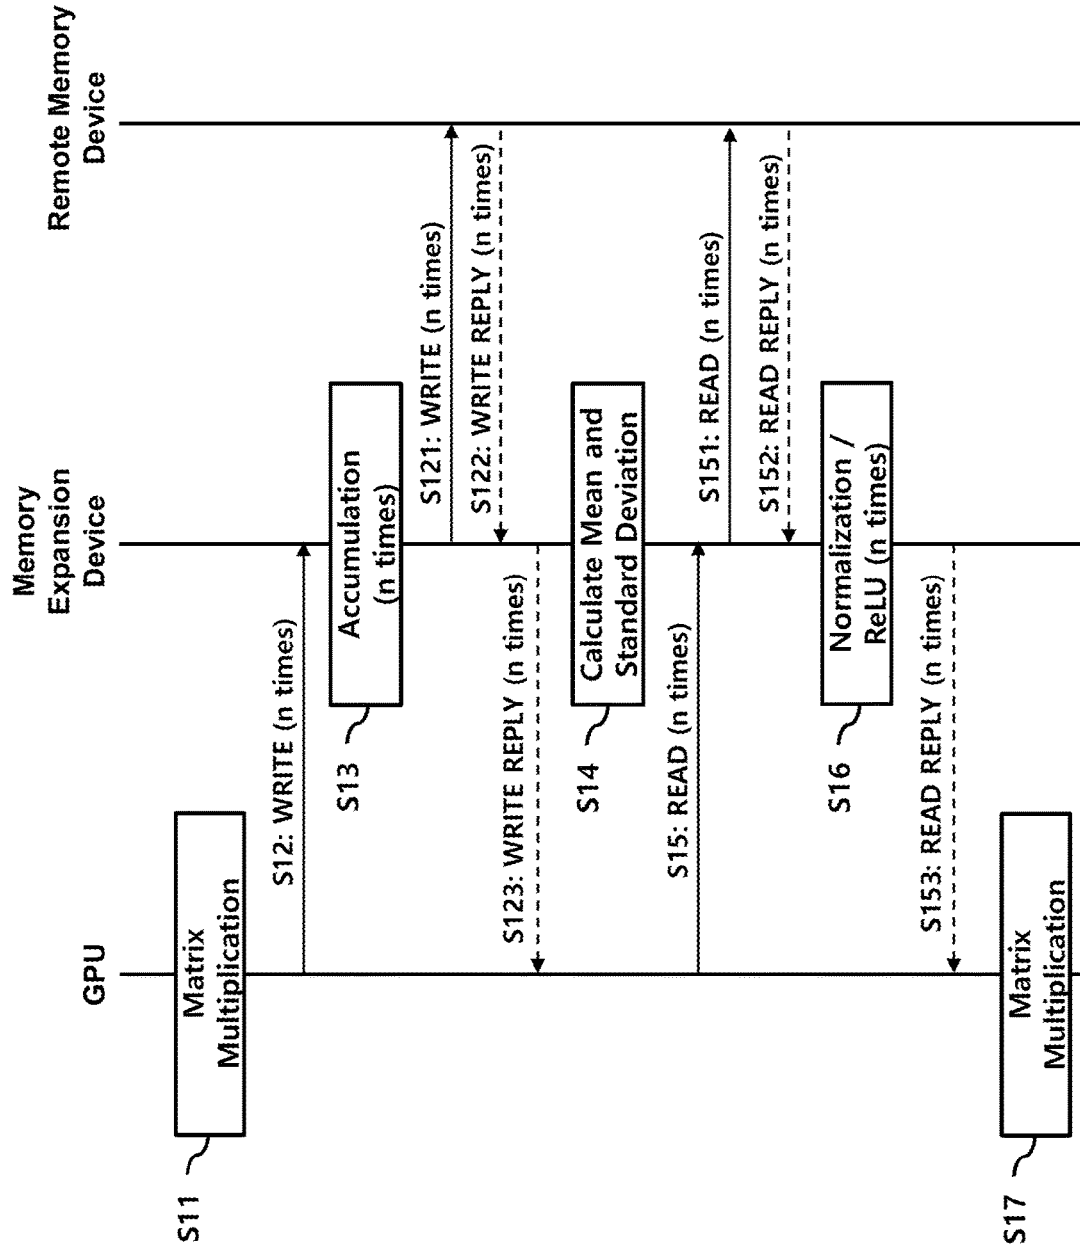 GPU
Memory
Expansion
Device
Remote Memory
Device
S11
Matrix
Multiplication
S12: WRITE (n times)
S13
Accumulation
(n times)
S121: WRITE (n times)
S122: WRITE REPLY (n times)
S123: WRITE REPLY (n times)
S14
Calculate Mean and
Standard Deviation
S15: READ (n times)
S151: READ (n times)
S152: READ REPLY (n times)
S16
Normalization /
ReLU (n times)
S153: READ REPLY (n times)
S17
Matrix
Multiplication